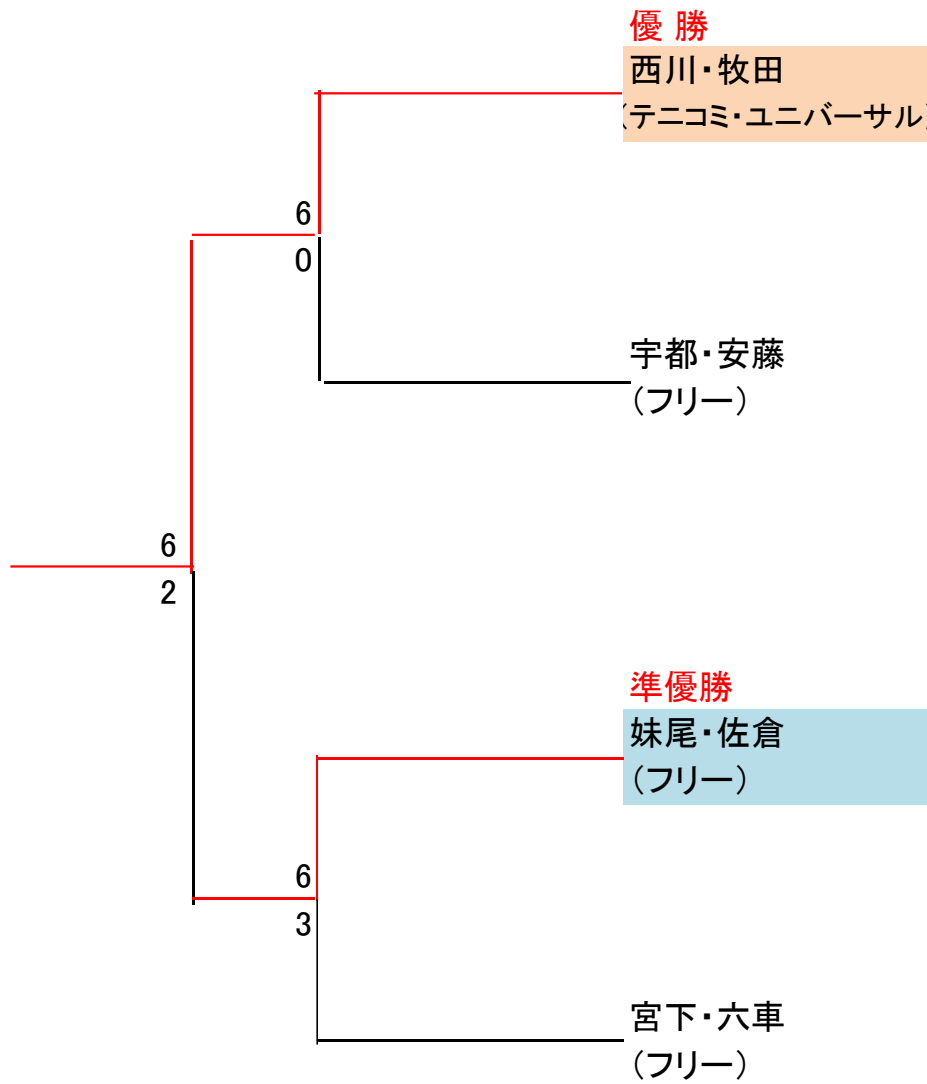 優 勝
西川・牧田
(テニコミ・ユニバーサル)
6
0
宇都・安藤
(フリー)
6
2
準優勝
妹尾・佐倉
(フリー)
6
3
宮下・六車
(フリー)